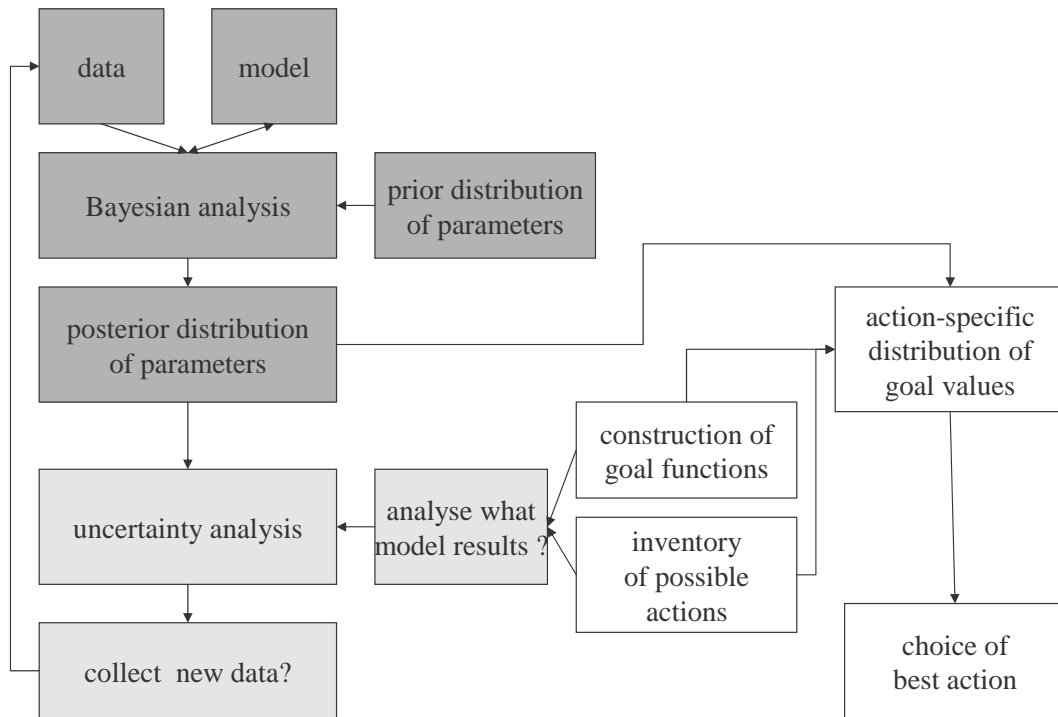 data
model
Bayesian analysis
prior distribution
of parameters
posterior distribution
of parameters
action-specific
distribution of
goal values
construction of
goal functions
uncertainty analysis
analyse what
model results ?
inventory
of possible
actions
collect  new data?
choice of
best action